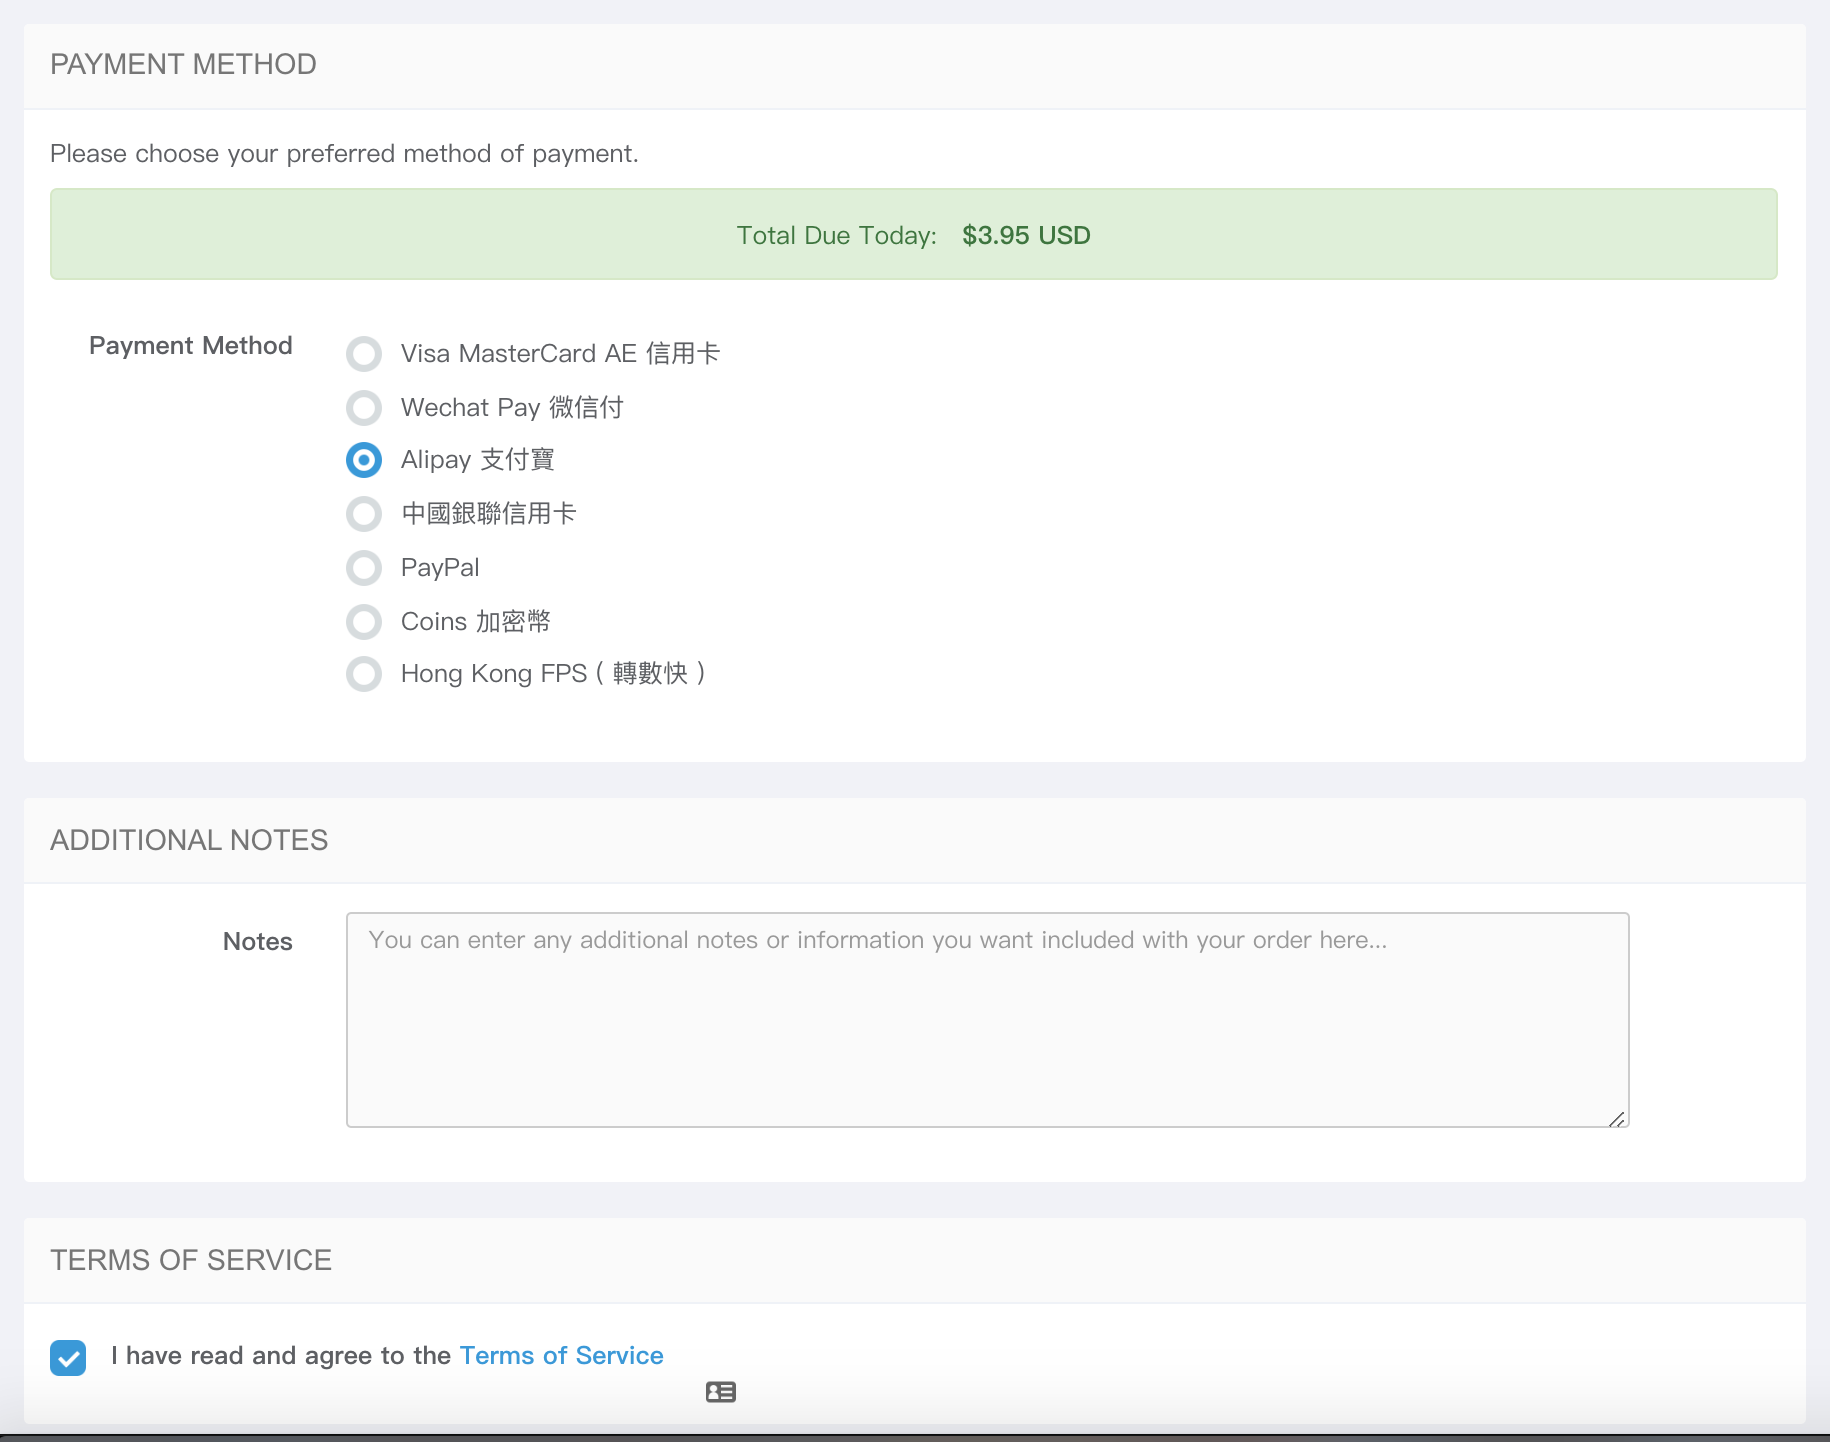 PAYMENT METHOD
Please choose your preferred method of payment.
Total Due Today: $3.95 USD
Payment Method
Visa MasterCard AE 信用卡
Wechat Pay 微信付
Alipay 支付寶
中國銀聯信用卡
PayPal
Coins 加密幣
Hong Kong FPS ( 轉數快 )
ADDITIONAL NOTES
Notes
You can enter any additional notes or information you want included with your order here...
TERMS OF SERVICE
I have read and agree to the Terms of Service